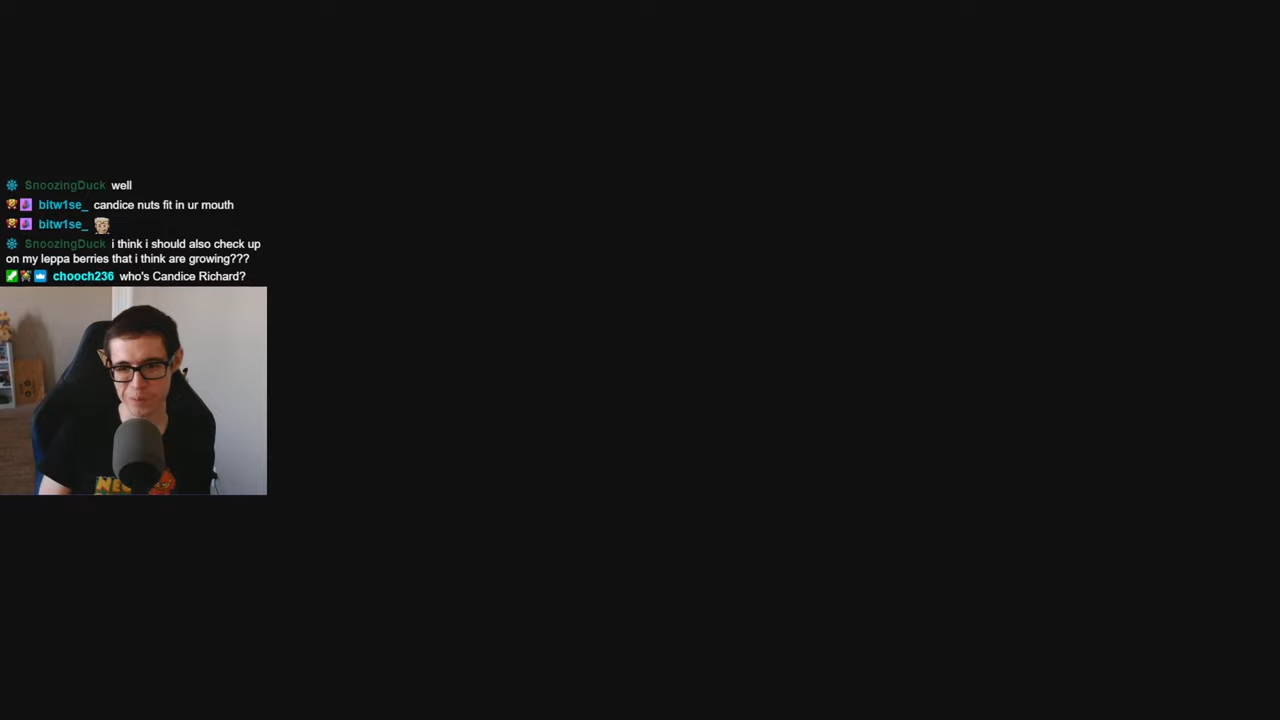 SnoozingDuck well
bitw1se_ candice nuts fit in ur mouth
bitw1se_
SnoozingDuck i think i should also check up
on my leppa berries that i think are growing???
chooch236 who's Candice Richard?